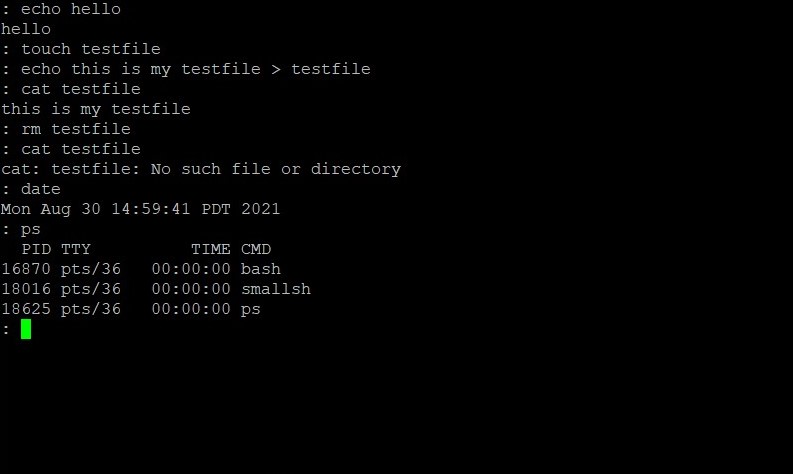 : echo hello
hello
: touch testfile
: echo this is my testfile > testfile
: cat testfile
this is my testfile
: rm testfile
: cat testfile
cat: testfile: No such file or directory
: date
Mon Aug 30 14:59:41 PDT 2021
: ps
  PID TTY          TIME CMD
16870 pts/36   00:00:00 bash
18016 pts/36   00:00:00 smallsh
18625 pts/36   00:00:00 ps
: